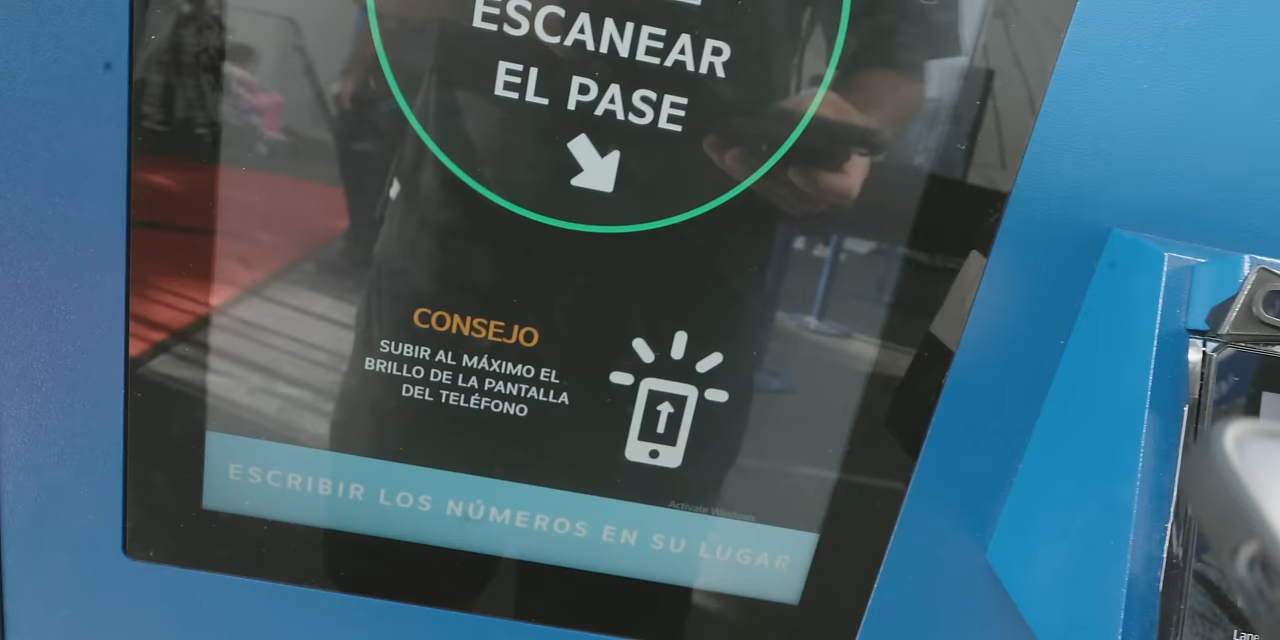 ESCANEAR
EL PASE
CONSEJO
SUBIR AL MÁXIMO EL
BRILLO DE LA PANTALLA
DEL TELÉFONO
Activate Windows
ESCRIBIR LOS NÚMEROS EN SU LUGAR
Lane